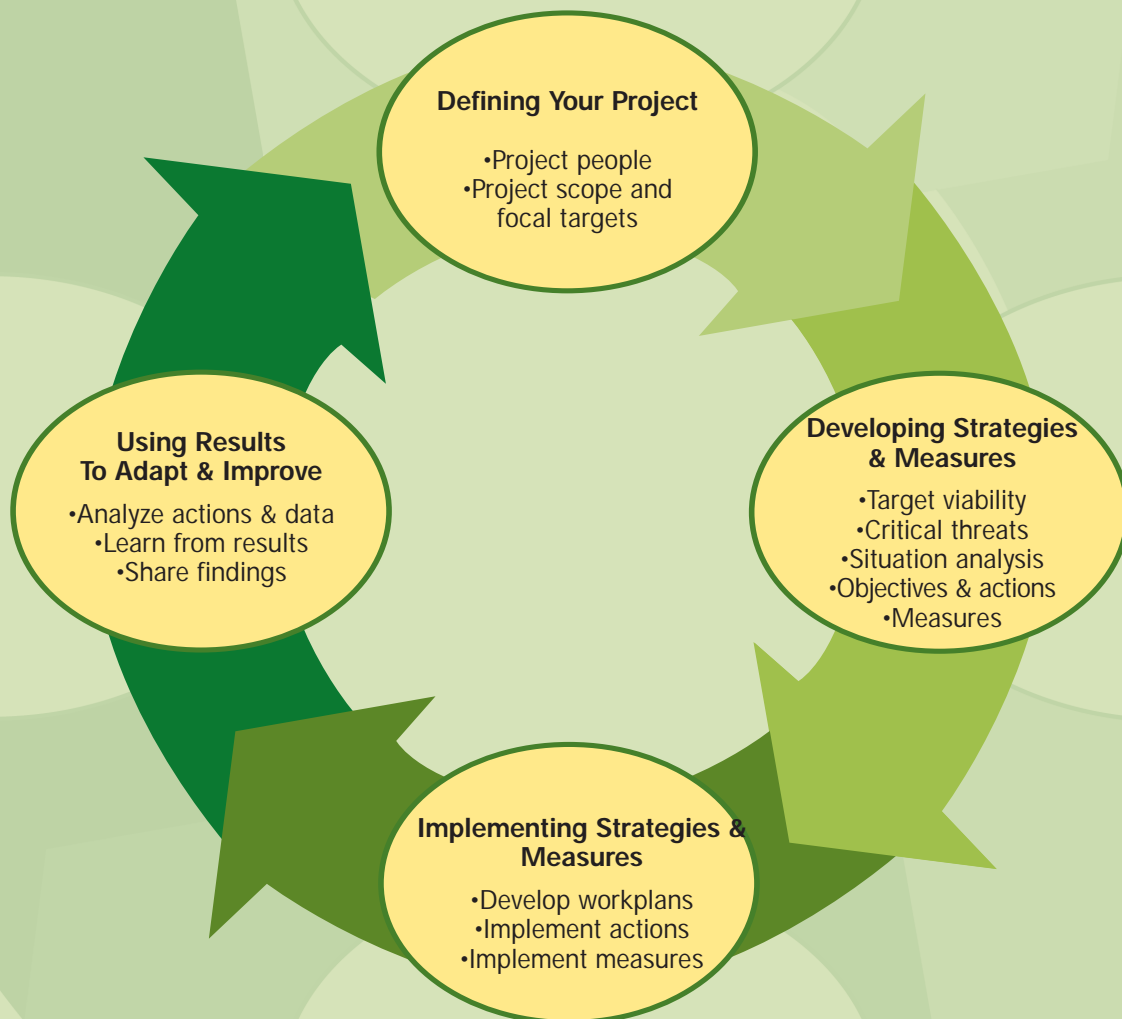 Defining Your Project
•Project people
•Project scope and
focal targets
Developing Strategies
& Measures
•Target viability
•Critical threats
•Situation analysis
•Objectives & actions
•Measures
Implementing Strategies &
Measures
•Develop workplans
•Implement actions
•Implement measures
Using Results
To Adapt & Improve
•Analyze actions & data
•Learn from results
•Share findings